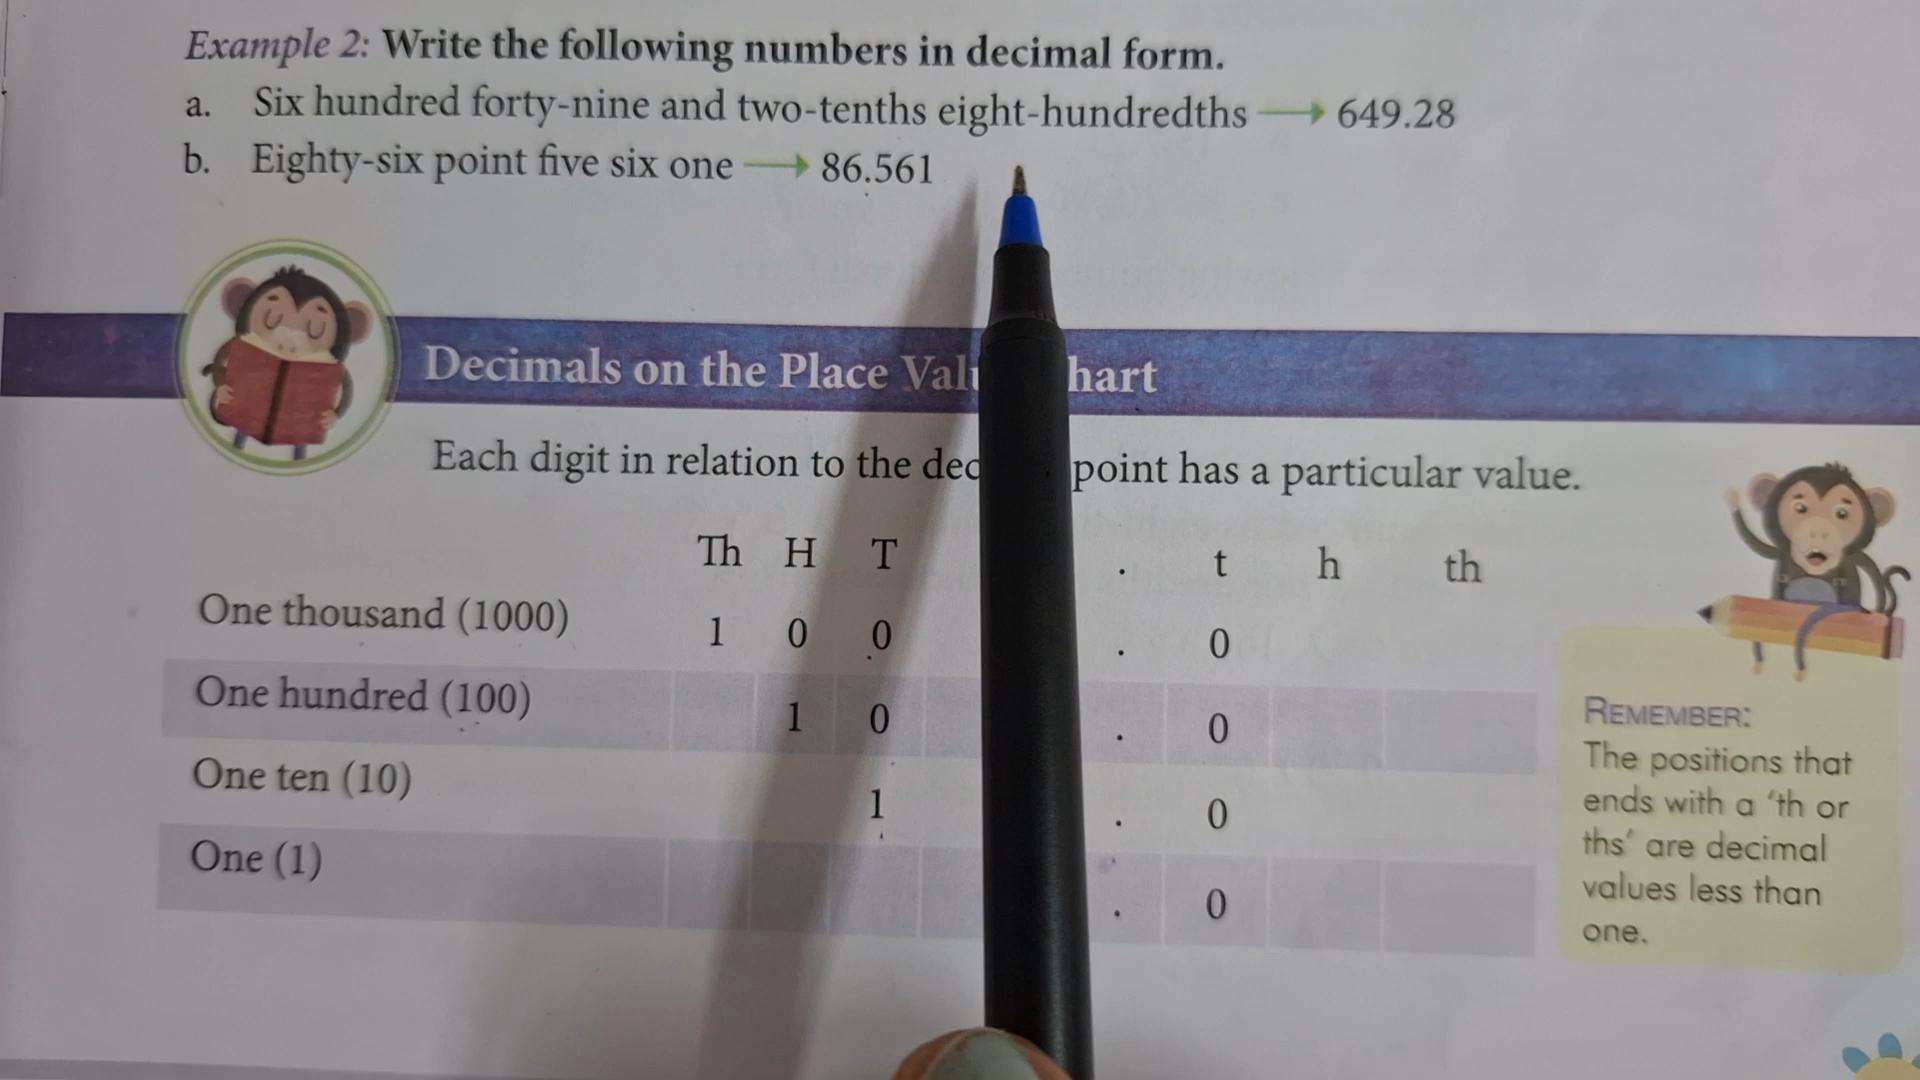 Example 2: Write the following numbers in decimal form.
a. Six hundred forty-nine and two-tenths eight-hundredths → 649.28
b. Eighty-six point five six one → 86.561
Decimals on the Place Val hart
Each digit in relation to the dec point has a particular value.
Th H T . t h th
One thousand (1000) 1 0 0 . 0
One hundred (100) 1 0 . 0
One ten (10) 1 . 0
One (1) . 0
REMEMBER:
The positions that
ends with a ‘th or
ths’ are decimal
values less than
one.